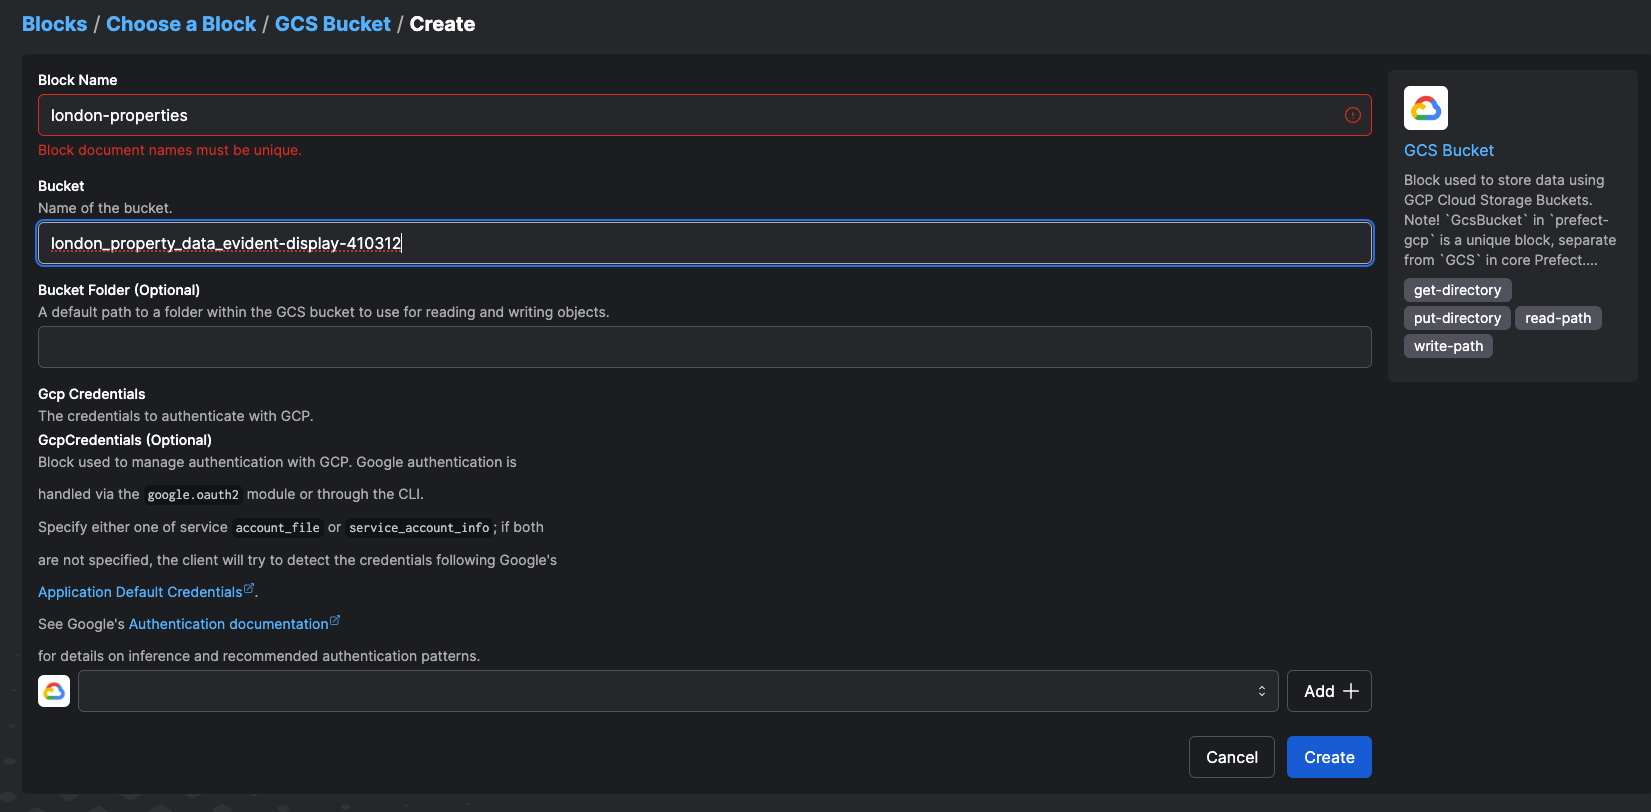 Blocks / Choose a Block / GCS Bucket / Create
Block Name
london-properties
Block document names must be unique.
Bucket
Name of the bucket.
london_property_data_evident-display-410312
Bucket Folder (Optional)
A default path to a folder within the GCS bucket to use for reading and writing objects.
Gcp Credentials
The credentials to authenticate with GCP.
GcpCredentials (Optional)
Block used to manage authentication with GCP. Google authentication is
handled via the google.oauth2 module or through the CLI.
Specify either one of service account_file or service_account_info; if both
are not specified, the client will try to detect the credentials following Google's
Application Default Credentials.
See Google's Authentication documentation
for details on inference and recommended authentication patterns.
Add
Cancel
Create
GCS Bucket
Block used to store data using
GCP Cloud Storage Buckets.
Note! `GcsBucket` in `prefect-
gcp` is a unique block, separate
from `GCS` in core Prefect....
get-directory
put-directory read-path
write-path